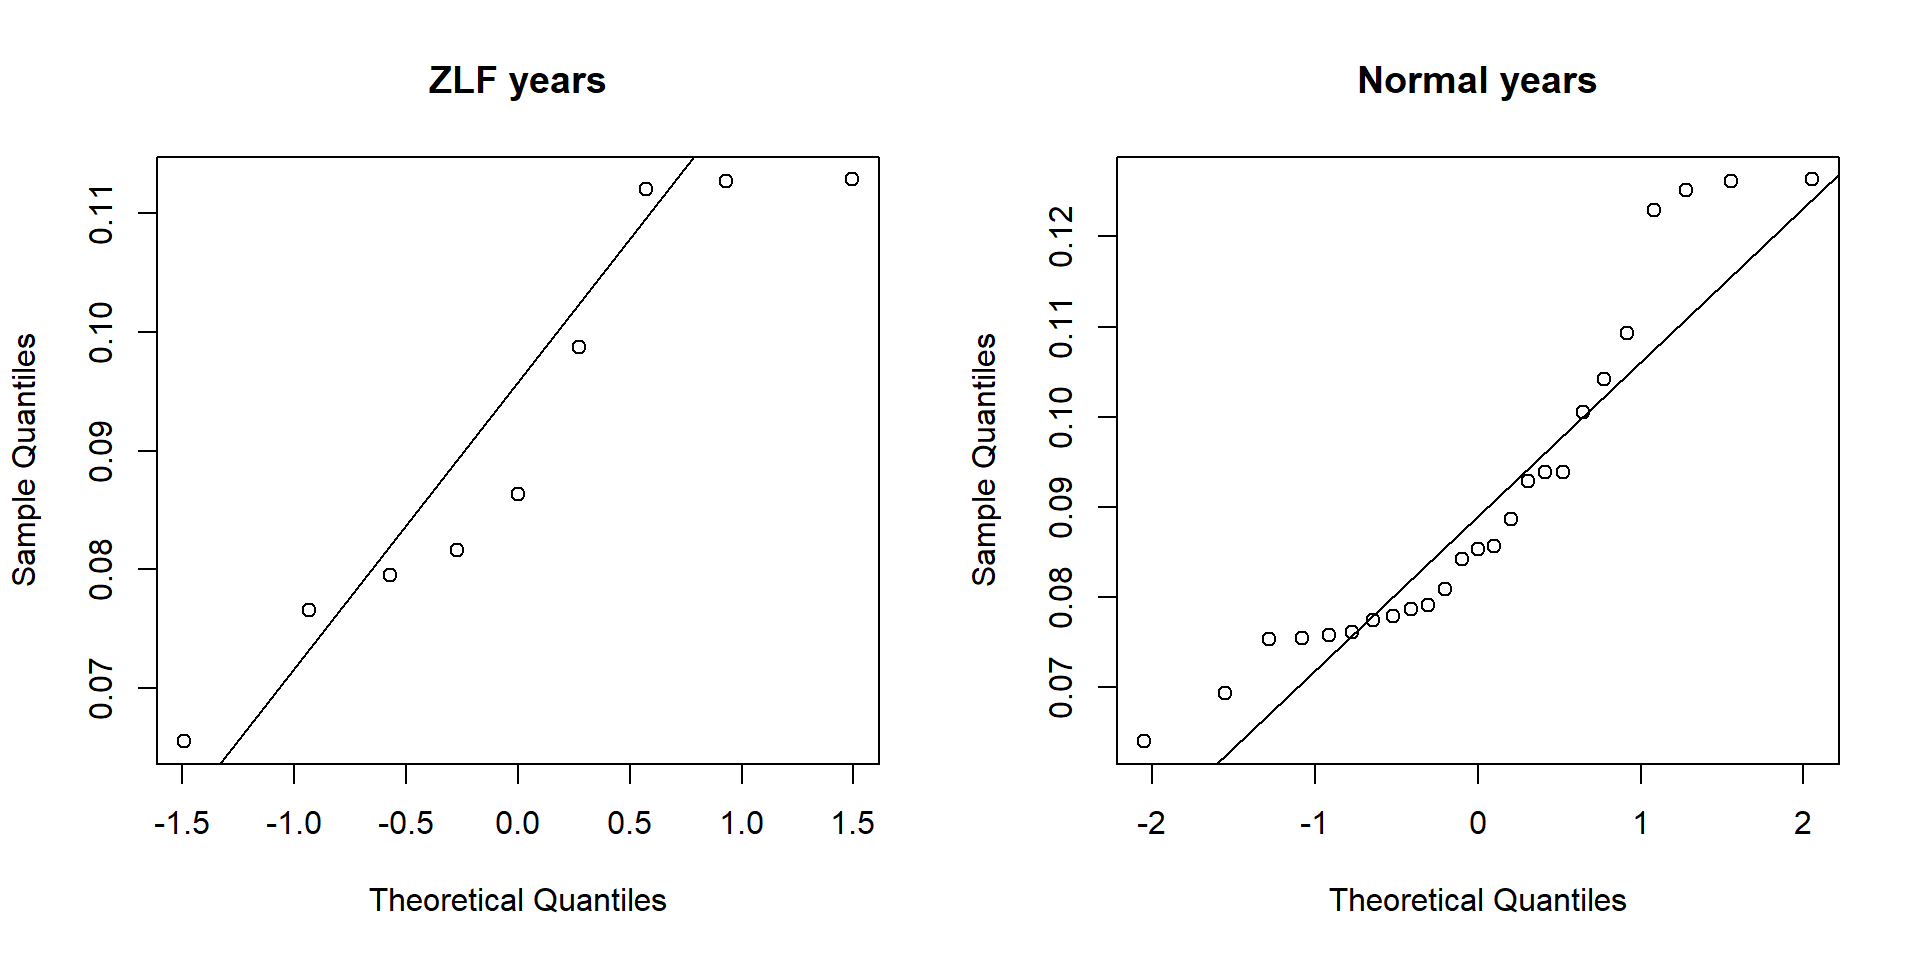 ZLF years
Sample Quantiles
0.11
0.10
0.09
0.08
0.07
-1.5 -1.0 -0.5 0.0 0.5 1.0 1.5
Theoretical Quantiles
Normal years
Sample Quantiles
0.12
0.11
0.10
0.09
0.08
0.07
-2 -1 0 1 2
Theoretical Quantiles